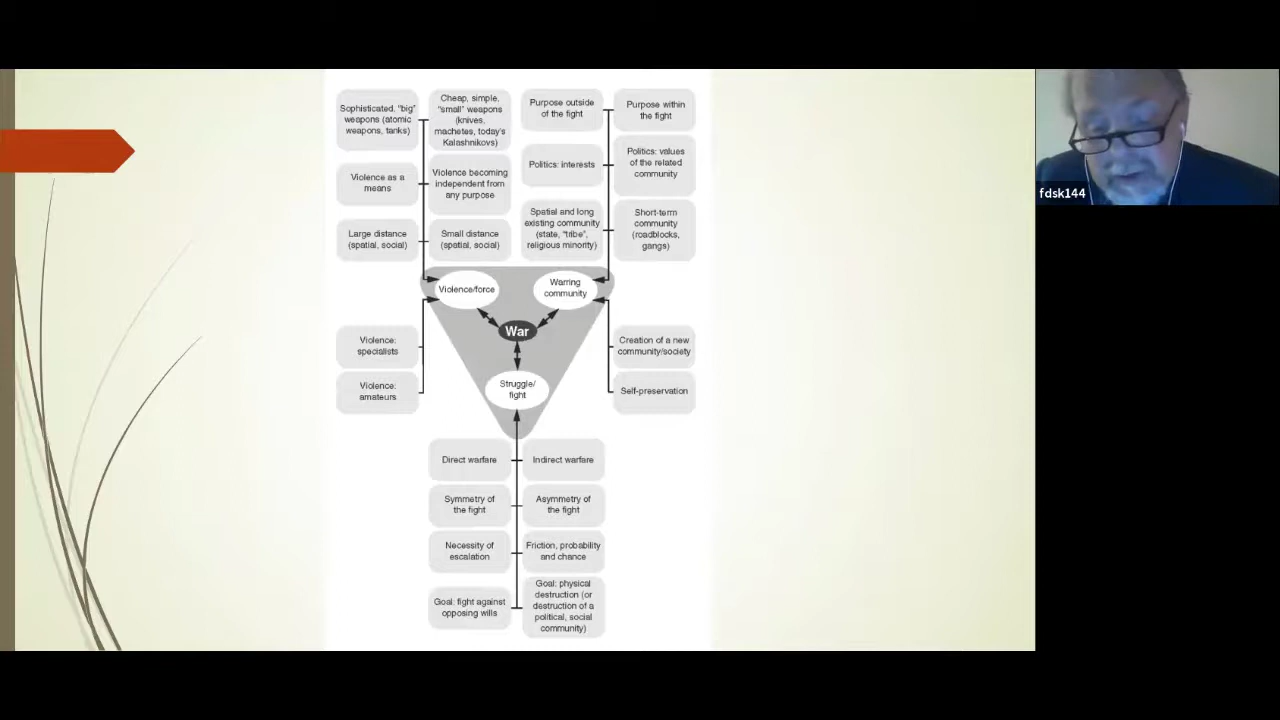 Sophisticated, "big"
weapons (atomic
weapons, tanks)
Cheap, simple,
"small" weapons
(knives,
machetes, today's
Kalashnikovs)
Purpose outside
of the fight
Purpose within
the fight
Violence as a
means
Violence becoming
independent from
any purpose
Politics: interests
Politics: values
of the related
community
Large distance
(spatial, social)
Small distance
(spatial, social)
Spatial and long
existing community
(state, "tribe",
religious minority)
Short-term
community
(roadblocks,
gangs)
Violence/force
Warring
community
War
Struggle/
fight
Violence:
specialists
Violence:
amateurs
Creation of a new
community/society
Self-preservation
Direct warfare
Indirect warfare
Symmetry of
the fight
Asymmetry of
the fight
Necessity of
escalation
Friction, probability
and chance
Goal: fight against
opposing wills
Goal: physical
destruction (or
destruction of a
political, social
community)
fdsk144